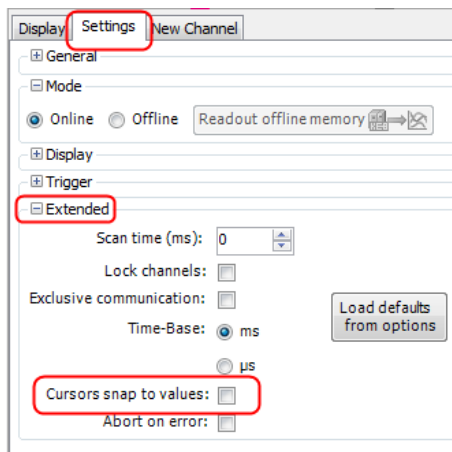 Display Settings New Channel
General
Mode
Online Offline Readout offline memory
Display
Trigger
Extended
Scan time (ms): 0
Lock channels:
Exclusive communication:
Load defaults
from options
Time-Base: ms
µs
Cursors snap to values:
Abort on error: